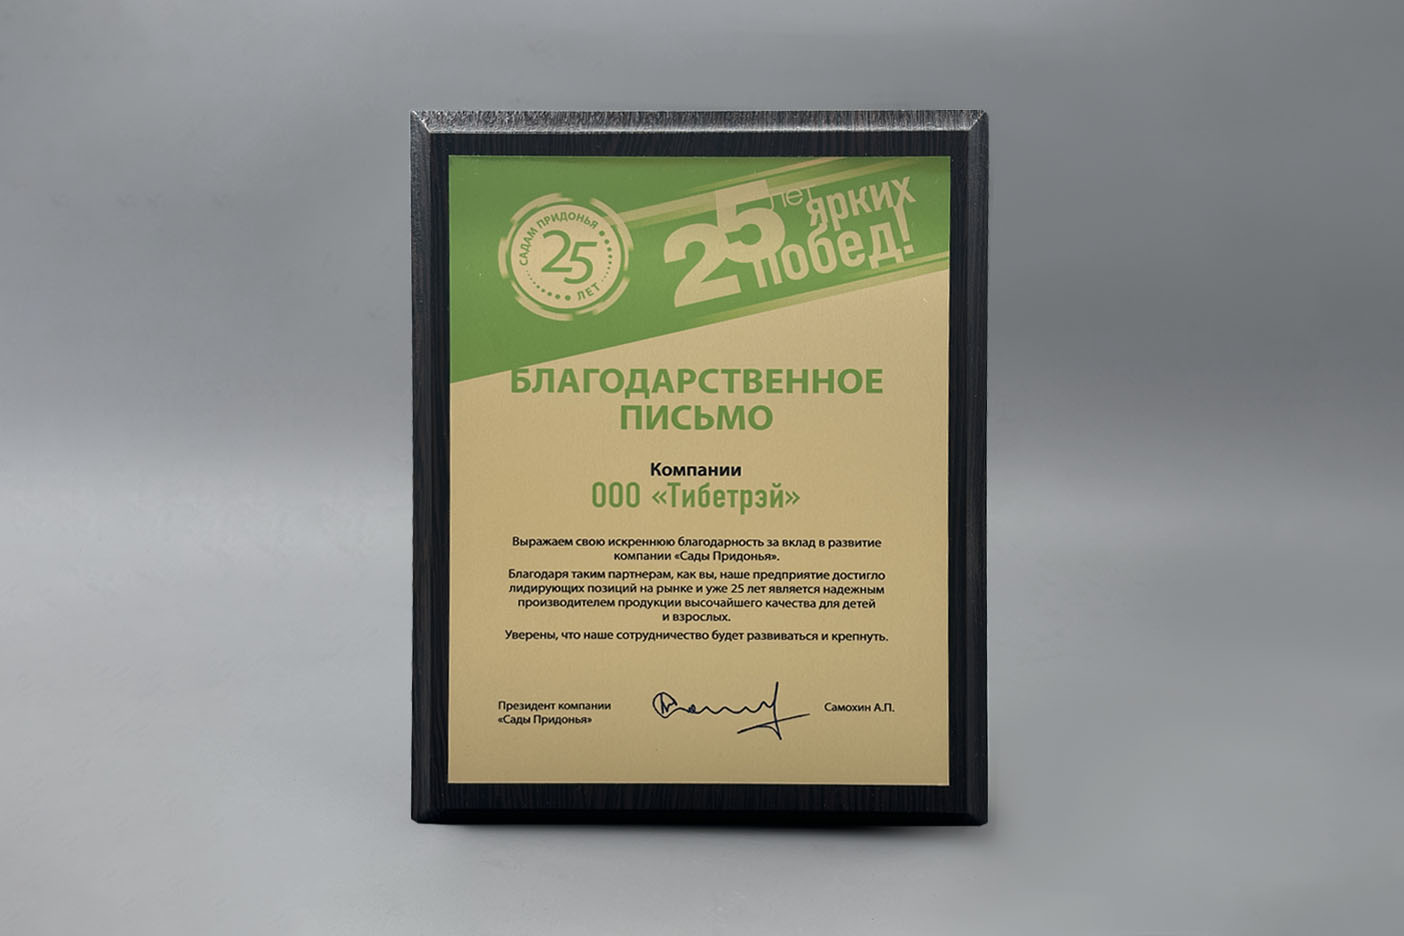 САДАМ ПРИДОНЬЯ
25
ЛЕТ
25 лет ярких
побед!
БЛАГОДАРСТВЕННОЕ
ПИСЬМО
Компании
ООО «Тибетрэй»
Выражаем свою искреннюю благодарность за вклад в развитие
компании «Сады Придонья».
Благодаря таким партнерам, как вы, наше предприятие достигло
лидирующих позиций на рынке и уже 25 лет является надежным
производителем продукции высочайшего качества для детей
и взрослых.
Уверены, что наше сотрудничество будет развиваться и крепнуть.
Президент компании
«Сады Придонья»
Самохин А.П.